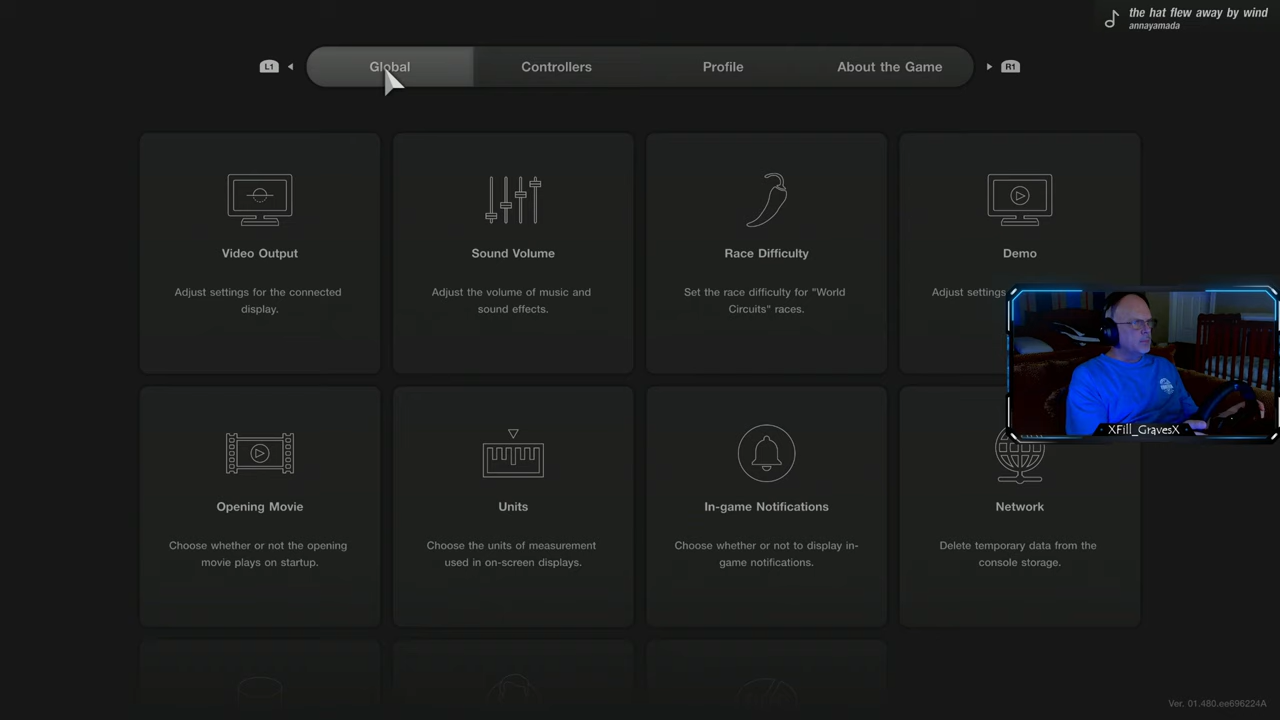 the hat flew away by wind
annayamada
L1
Global
Controllers
Profile
About the Game
R1
Video Output
Adjust settings for the connected
display.
Sound Volume
Adjust the volume of music and
sound effects.
Race Difficulty
Set the race difficulty for "World
Circuits" races.
Demo
Adjust settings
XFill_GravesX
Opening Movie
Choose whether or not the opening
movie plays on startup.
Units
Choose the units of measurement
used in on-screen displays.
In-game Notifications
Choose whether or not to display in-
game notifications.
Network
Delete temporary data from the
console storage.
Ver. 01.480.ee696224A